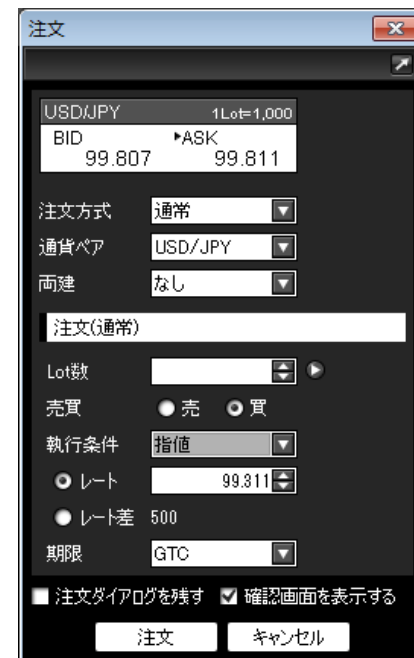 注文
USD/JPY 1Lot=1,000
BID ASK
99.807 99.811
注文方式 通常
通貨ペア USD/JPY
両建 なし
注文(通常)
Lot数
売買 売 買
執行条件 指値
レート 99.311
レート差 500
期限 GTC
注文ダイアログを残す 確認画面を表示する
注文 キャンセル